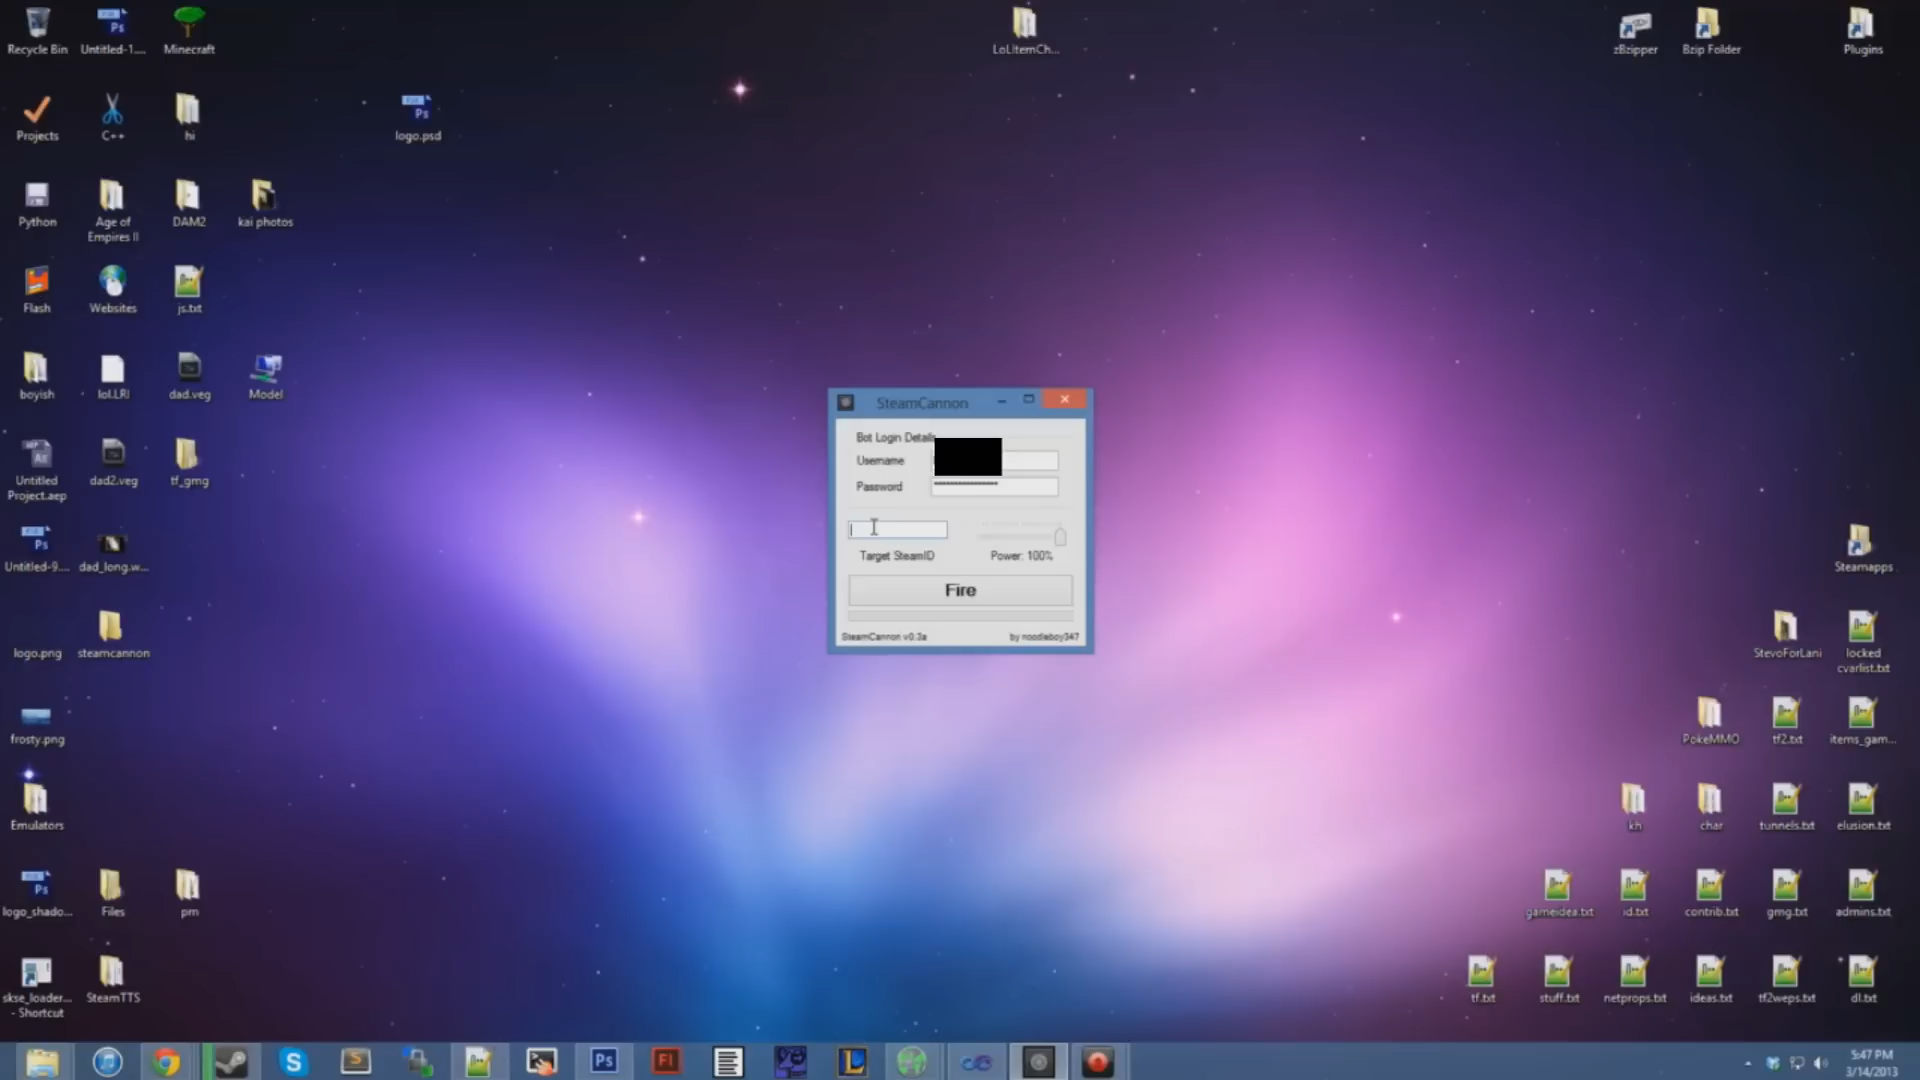 Recycle Bin
Untitled-1....
Minecraft
LoLItemCh...
zBzipper
Bzip Folder
Plugins
Projects
C++
hi
logo.psd
Python
Age of
Empires II
DAM2
kai photos
Flash
Websites
js.txt
boyish
lol.LRI
dad.veg
Model
SteamCannon
Bot Login Details
Username
Password
Target SteamID
Power: 100%
Fire
SteamCannon v0.3a
by noodleboy347
Untitled
Project.aep
dad2.veg
tf_gmg
Untitled-9....
dad_long.w...
Steamapps
logo.png
steamcannon
StevoForLani
locked
cvarlist.txt
frosty.png
PokeMMO
tf2.txt
items_gam...
Emulators
kh
char
tunnels.txt
elusion.txt
logo_shado...
Files
pm
gameidea.txt
id.txt
contrib.txt
gmg.txt
admins.txt
skse_loader...
- Shortcut
SteamTTS
tf.txt
stuff.txt
netprops.txt
ideas.txt
tf2weps.txt
dl.txt
Ps
Fl
5:47 PM
3/14/2013